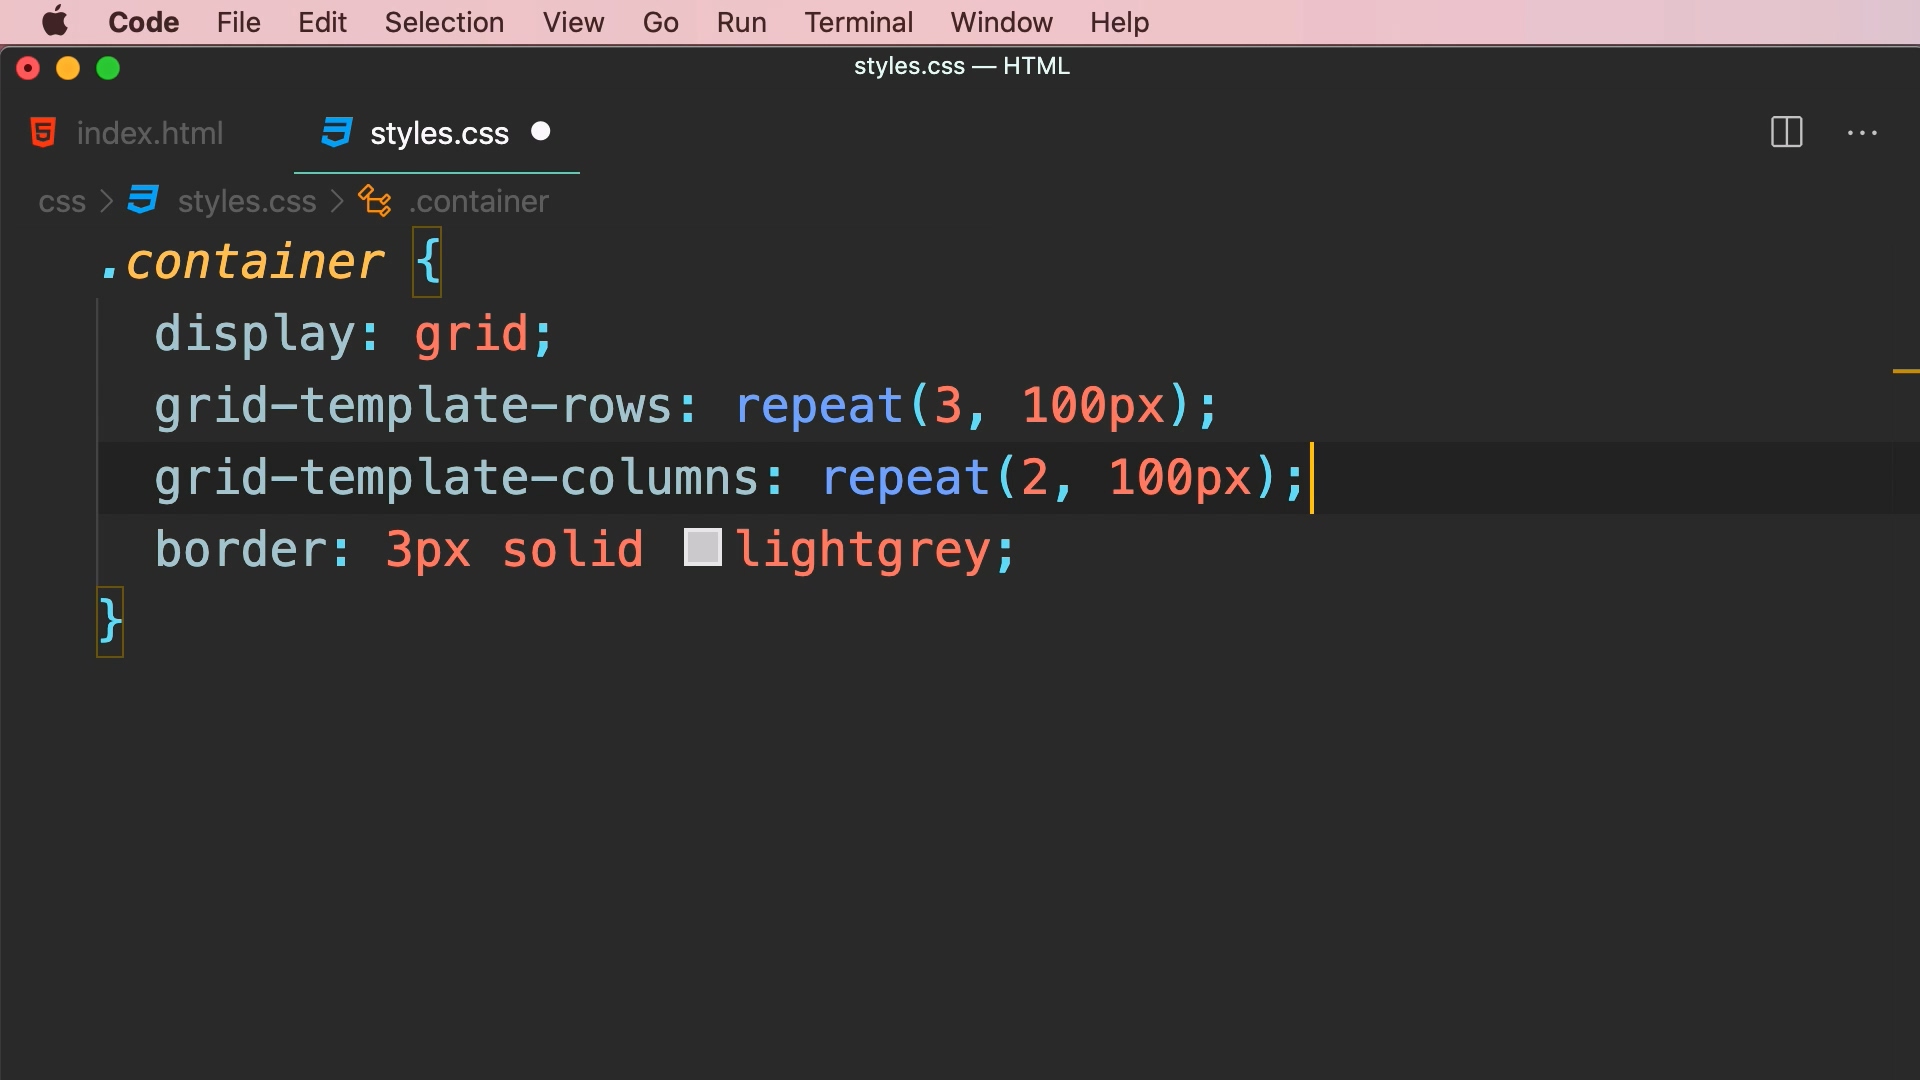 Code File Edit Selection View Go Run Terminal Window Help
styles.css — HTML
index.html styles.css
css > styles.css > .container
.container {
display: grid;
grid-template-rows: repeat(3, 100px);
grid-template-columns: repeat(2, 100px);
border: 3px solid lightgrey;
}